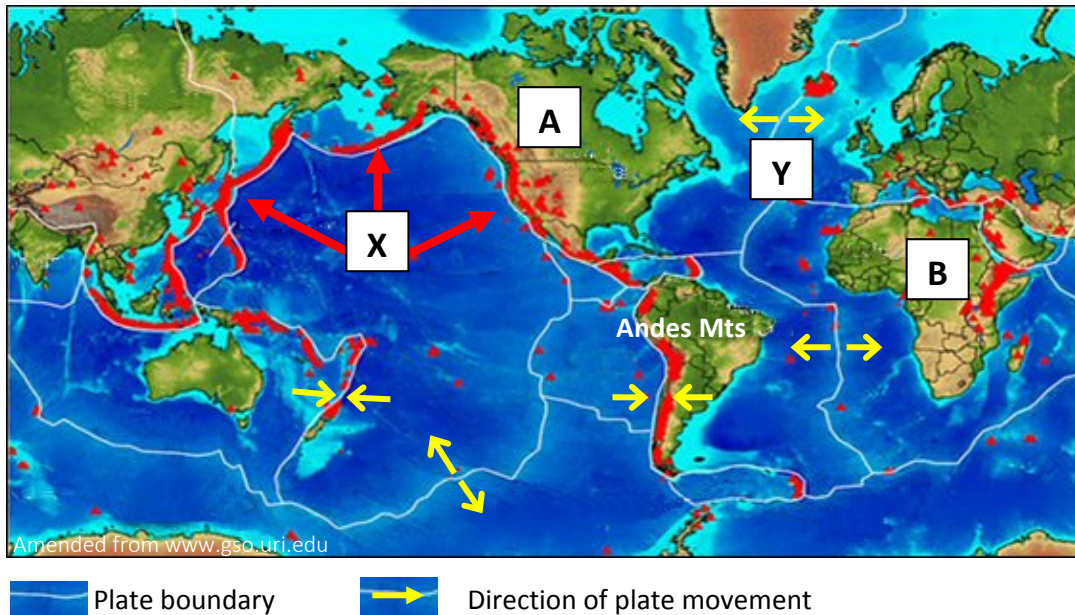 A
Y
X
B
Andes Mts
Amended from www.gso.uri.edu
Plate boundary
Direction of plate movement